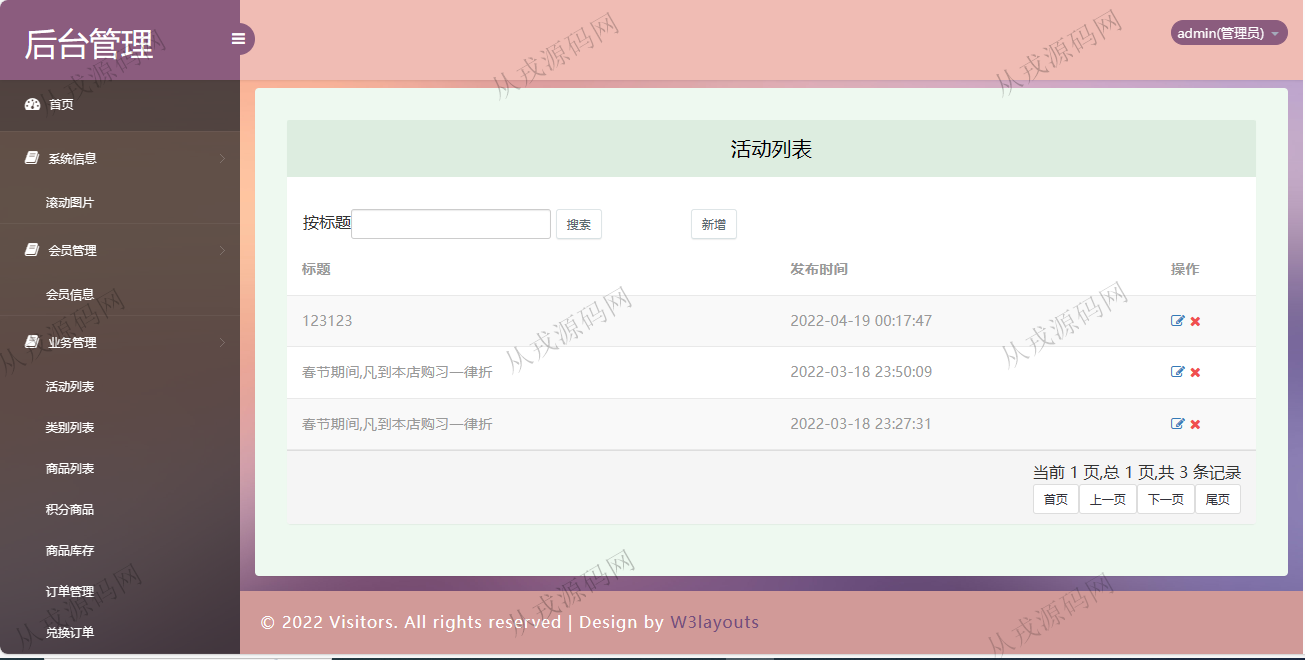 后台管理
admin(管理员)
首页
系统信息
滚动图片
会员管理
会员信息
业务管理
活动列表
类别列表
商品列表
积分商品
商品库存
订单管理
兑换订单
活动列表
按标题 搜索 新增
标题 发布时间 操作
123123 2022-04-19 00:17:47
春节期间,凡到本店购习一律折 2022-03-18 23:50:09
春节期间,凡到本店购习一律折 2022-03-18 23:27:31
当前 1 页,总 1 页,共 3 条记录
首页 上一页 下一页 尾页
© 2022 Visitors. All rights reserved | Design by W3layouts
从戎源码网
从戎源码网
从戎源码网
从戎源码网
从戎源码网
从戎源码网
从戎源码网
从戎源码网
从戎源码网